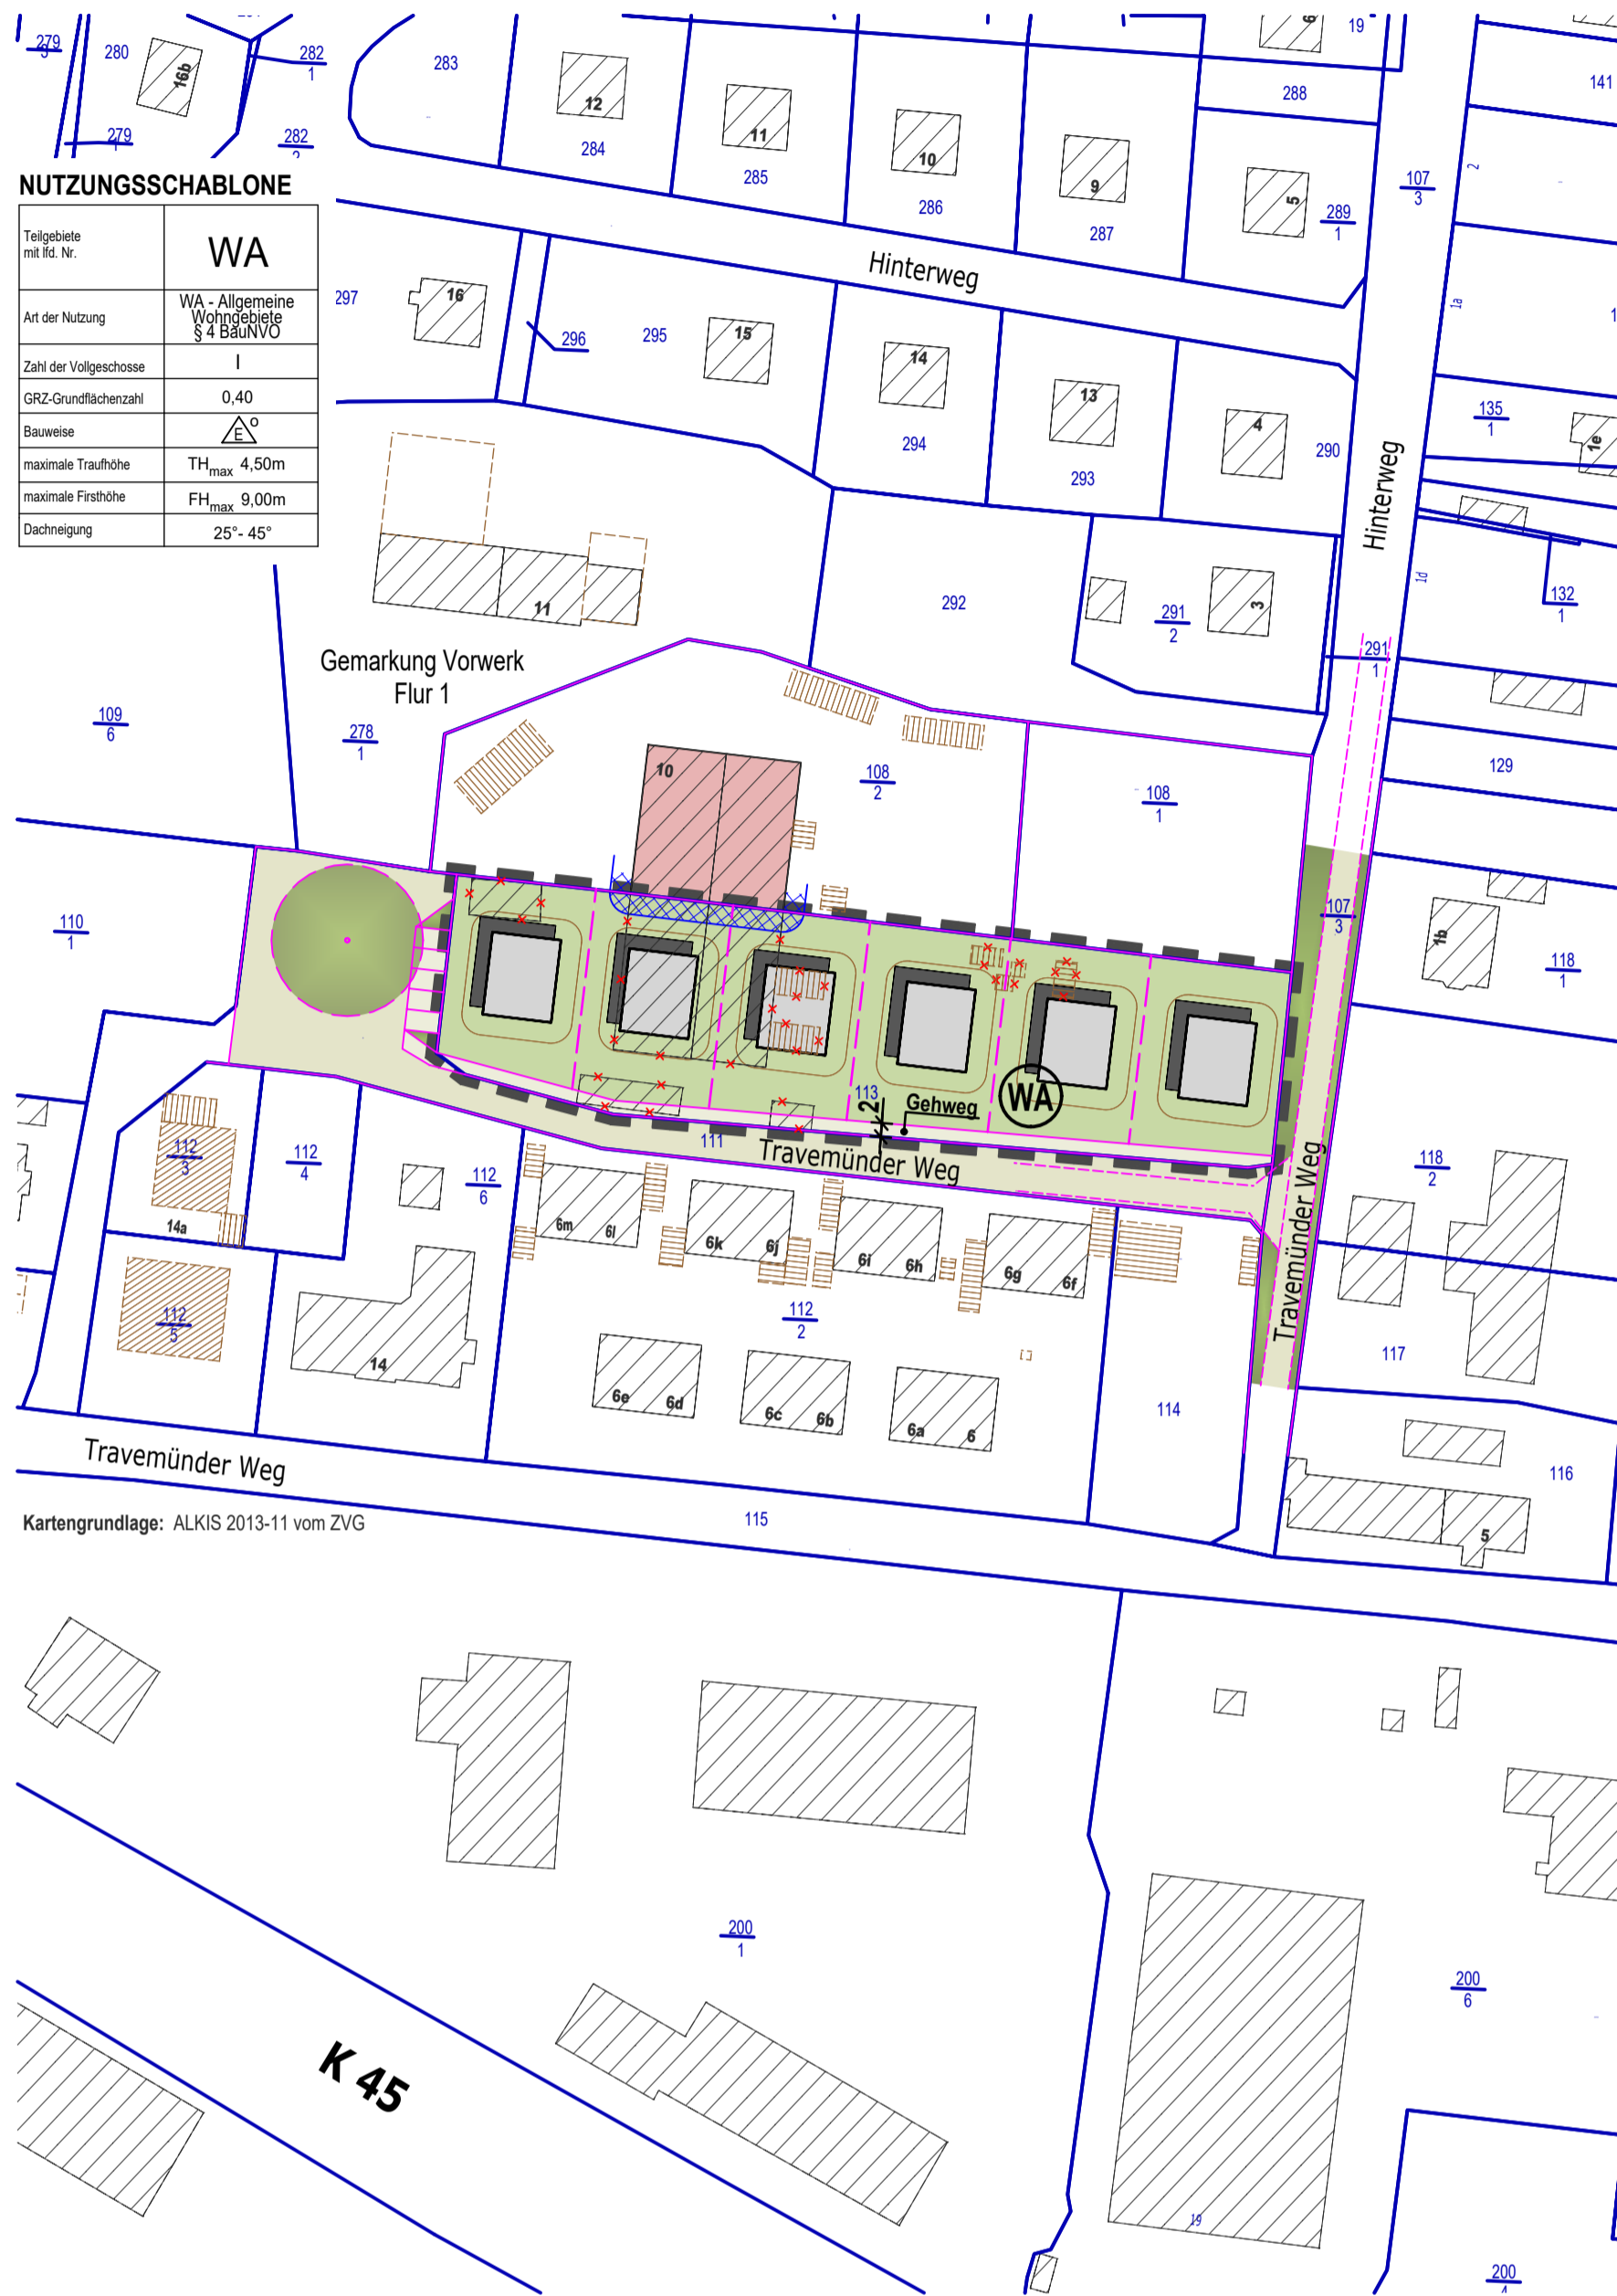 279
3
280
16b
282
1
279
1
282
283
12
284
11
285
10
286
9
287
288
19
6
5
289
1
107
3
141
2
NUTZUNGSSCHABLONE
Teilgebiete
mit lfd. Nr.
WA
Art der Nutzung
WA - Allgemeine
Wohngebiete
§ 4 BauNVO
Zahl der Vollgeschosse
I
GRZ-Grundflächenzahl
0,40
Bauweise
E o
maximale Traufhöhe
THmax 4,50m
maximale Firsthöhe
FHmax 9,00m
Dachneigung
25°- 45°
Hinterweg
297
16
296
295
15
14
294
13
293
4
290
1a
135
1
1e
Hinterweg
11
292
291
2
3
1d
132
1
291
1
Gemarkung Vorwerk
Flur 1
109
6
278
1
10
108
2
108
1
129
110
1
107
3
1b
118
1
WA
113
2
Gehweg
111
Travemünder Weg
Travemünder Weg
112
3
14a
112
4
112
6
6m
6l
6k
6j
6i
6h
6g
6f
118
2
112
5
14
112
2
6e
6d
6c
6b
6a
6
114
117
116
5
Travemünder Weg
115
Kartengrundlage: ALKIS 2013-11 vom ZVG
200
1
200
6
K 45
19
200